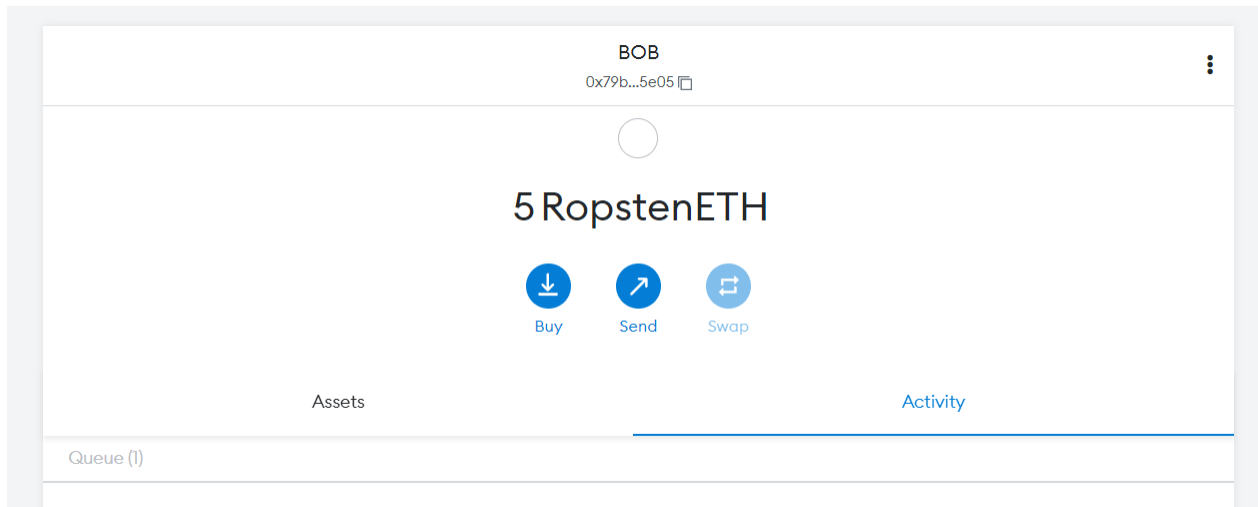 BOB
0x79b...5e05
5 RopstenETH
Buy Send Swap
Assets Activity
Queue (1)